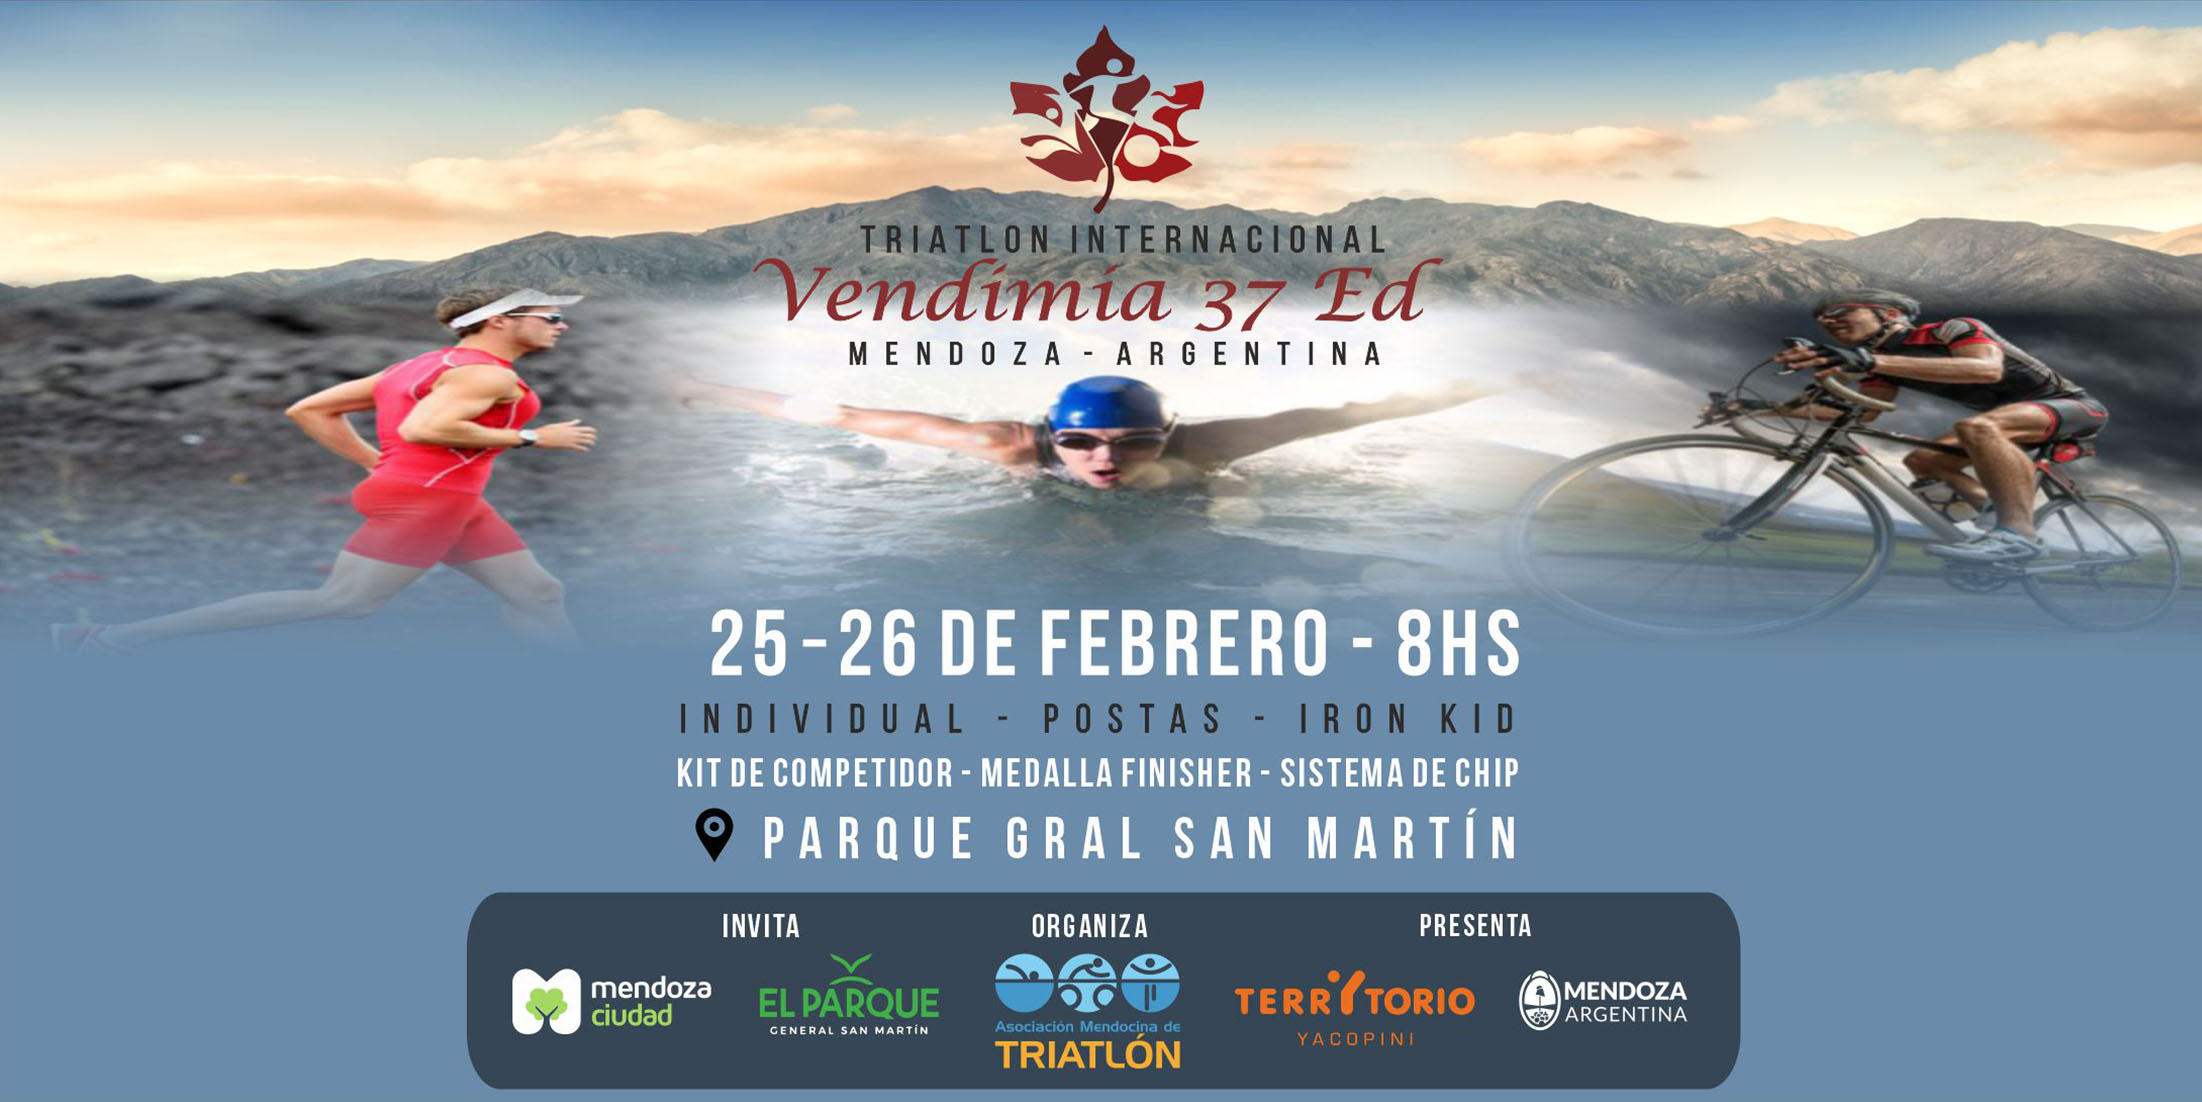 TRIATLON INTERNACIONAL
Vendimia 37 Ed
MENDOZA - ARGENTINA
25-26 DE FEBRERO - 8HS
INDIVIDUAL - POSTAS - IRON KID
KIT DE COMPETIDOR - MEDALLA FINISHER - SISTEMA DE CHIP
PARQUE GRAL SAN MARTÍN
INVITA
mendoza
ciudad
EL PARQUE
GENERAL SAN MARTÍN
ORGANIZA
Asociación Mendocina de
TRIATLÓN
PRESENTA
TERRITORIO
YACOPINI
MENDOZA
ARGENTINA